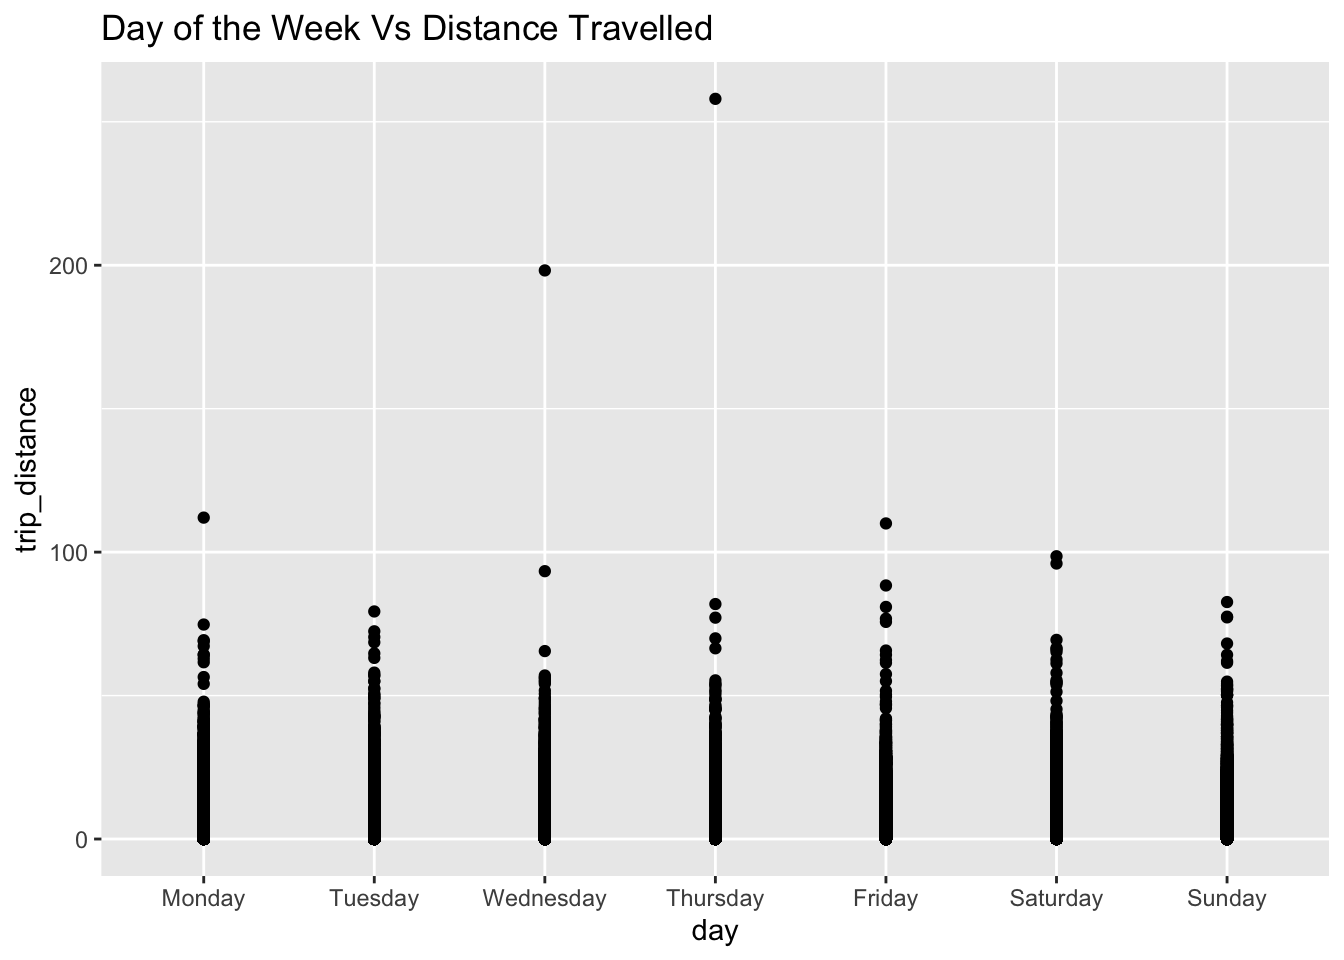 Day of the Week Vs Distance Travelled
trip_distance
200
100
0
Monday Tuesday Wednesday Thursday Friday Saturday Sunday
day